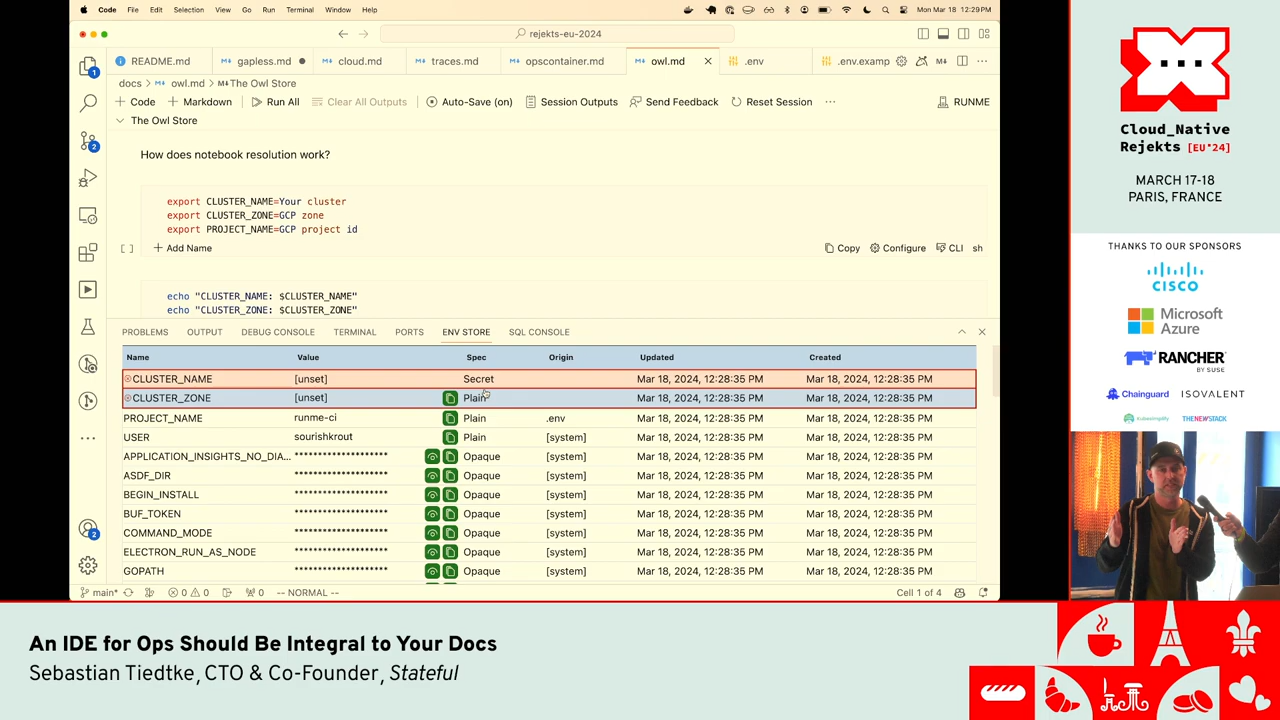 Code File Edit Selection View Go Run Terminal Window Help Mon Mar 18 12:29 PM
rejekts-eu-2024
README.md gapless.md cloud.md traces.md opscontainer.md owl.md .env .env.examp
docs > owl.md > The Owl Store
+ Code + Markdown Run All Clear All Outputs Auto-Save (on) Session Outputs Send Feedback Reset Session ... RUNME
The Owl Store
How does notebook resolution work?
export CLUSTER_NAME=Your cluster
export CLUSTER_ZONE=GCP zone
export PROJECT_NAME=GCP project id
[ ] + Add Name Copy Configure CLI sh
echo "CLUSTER_NAME: $CLUSTER_NAME"
echo "CLUSTER_ZONE: $CLUSTER_ZONE"
PROBLEMS OUTPUT DEBUG CONSOLE TERMINAL PORTS ENV STORE SQL CONSOLE
Name Value Spec Origin Updated Created
CLUSTER_NAME [unset] Secret Mar 18, 2024, 12:28:35 PM Mar 18, 2024, 12:28:35 PM
CLUSTER_ZONE [unset] Plain Mar 18, 2024, 12:28:35 PM Mar 18, 2024, 12:28:35 PM
PROJECT_NAME runme-ci Plain .env Mar 18, 2024, 12:28:35 PM Mar 18, 2024, 12:28:35 PM
USER sourishkrout Plain [system] Mar 18, 2024, 12:28:35 PM Mar 18, 2024, 12:28:35 PM
APPLICATION_INSIGHTS_NO_DIA... ******************** Opaque [system] Mar 18, 2024, 12:28:35 PM Mar 18, 2024, 12:28:35 PM
ASDF_DIR ******************** Opaque [system] Mar 18, 2024, 12:28:35 PM Mar 18, 2024, 12:28:35 PM
BEGIN_INSTALL ******************** Opaque [system] Mar 18, 2024, 12:28:35 PM Mar 18, 2024, 12:28:35 PM
BUF_TOKEN ******************** Opaque [system] Mar 18, 2024, 12:28:35 PM Mar 18, 2024, 12:28:35 PM
COMMAND_MODE ******************** Opaque [system] Mar 18, 2024, 12:28:35 PM Mar 18, 2024, 12:28:35 PM
ELECTRON_RUN_AS_NODE ******************** Opaque [system] Mar 18, 2024, 12:28:35 PM Mar 18, 2024, 12:28:35 PM
GOPATH ******************** Opaque [system] Mar 18, 2024, 12:28:35 PM Mar 18, 2024, 12:28:35 PM
main* 0 0 0 -- NORMAL -- Cell 1 of 4
1
2
2
Cloud_Native
Rejekts [EU'24]
MARCH 17-18
PARIS, FRANCE
THANKS TO OUR SPONSORS
CISCO
Microsoft
Azure
RANCHER
BY SUSE
Chainguard ISOVALENT
kubesimplify THENEWSTACK
An IDE for Ops Should Be Integral to Your Docs
Sebastian Tiedtke, CTO & Co-Founder, Stateful